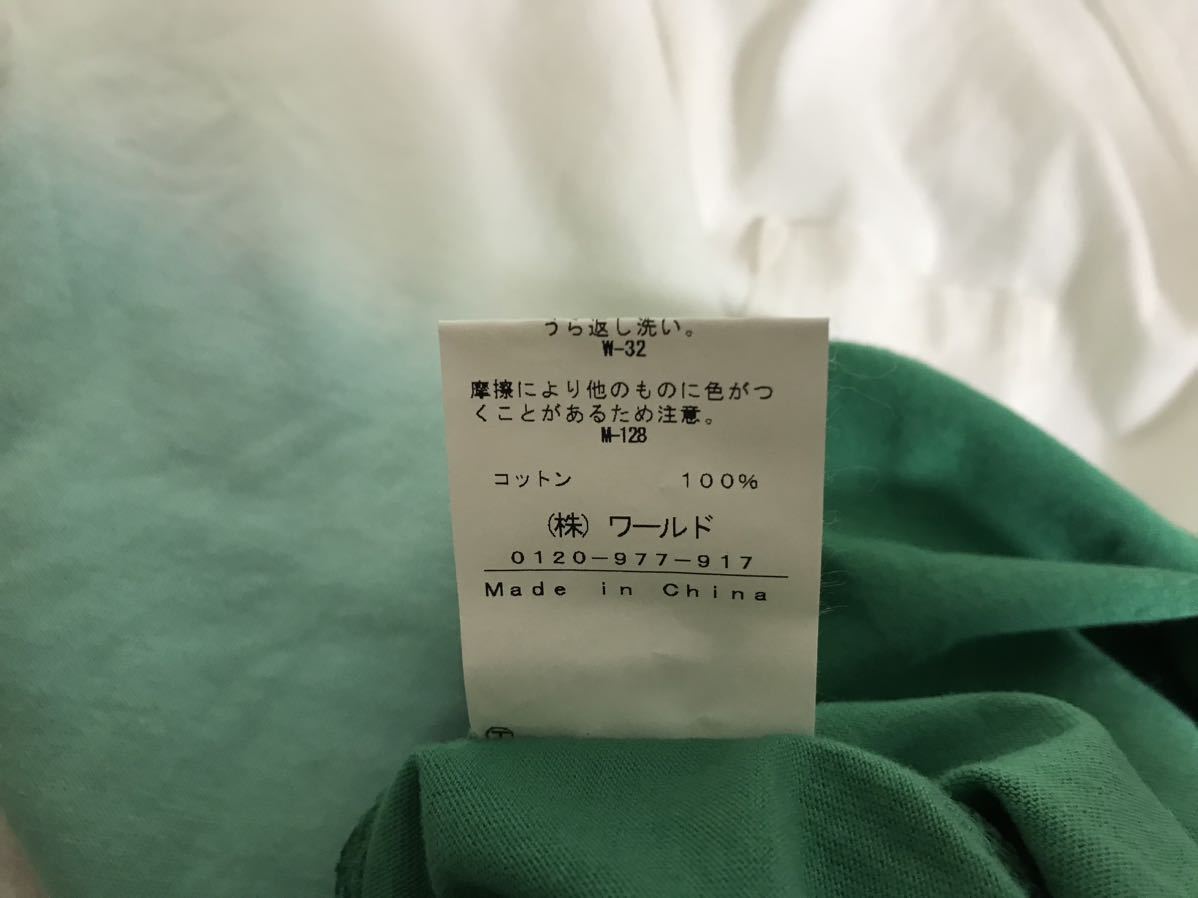 うら返し洗い。
W-32
摩擦により他のものに色がつ
くことがあるため注意。
M-128
コットン 100%
(株) ワールド
0120-977-917
Made in China